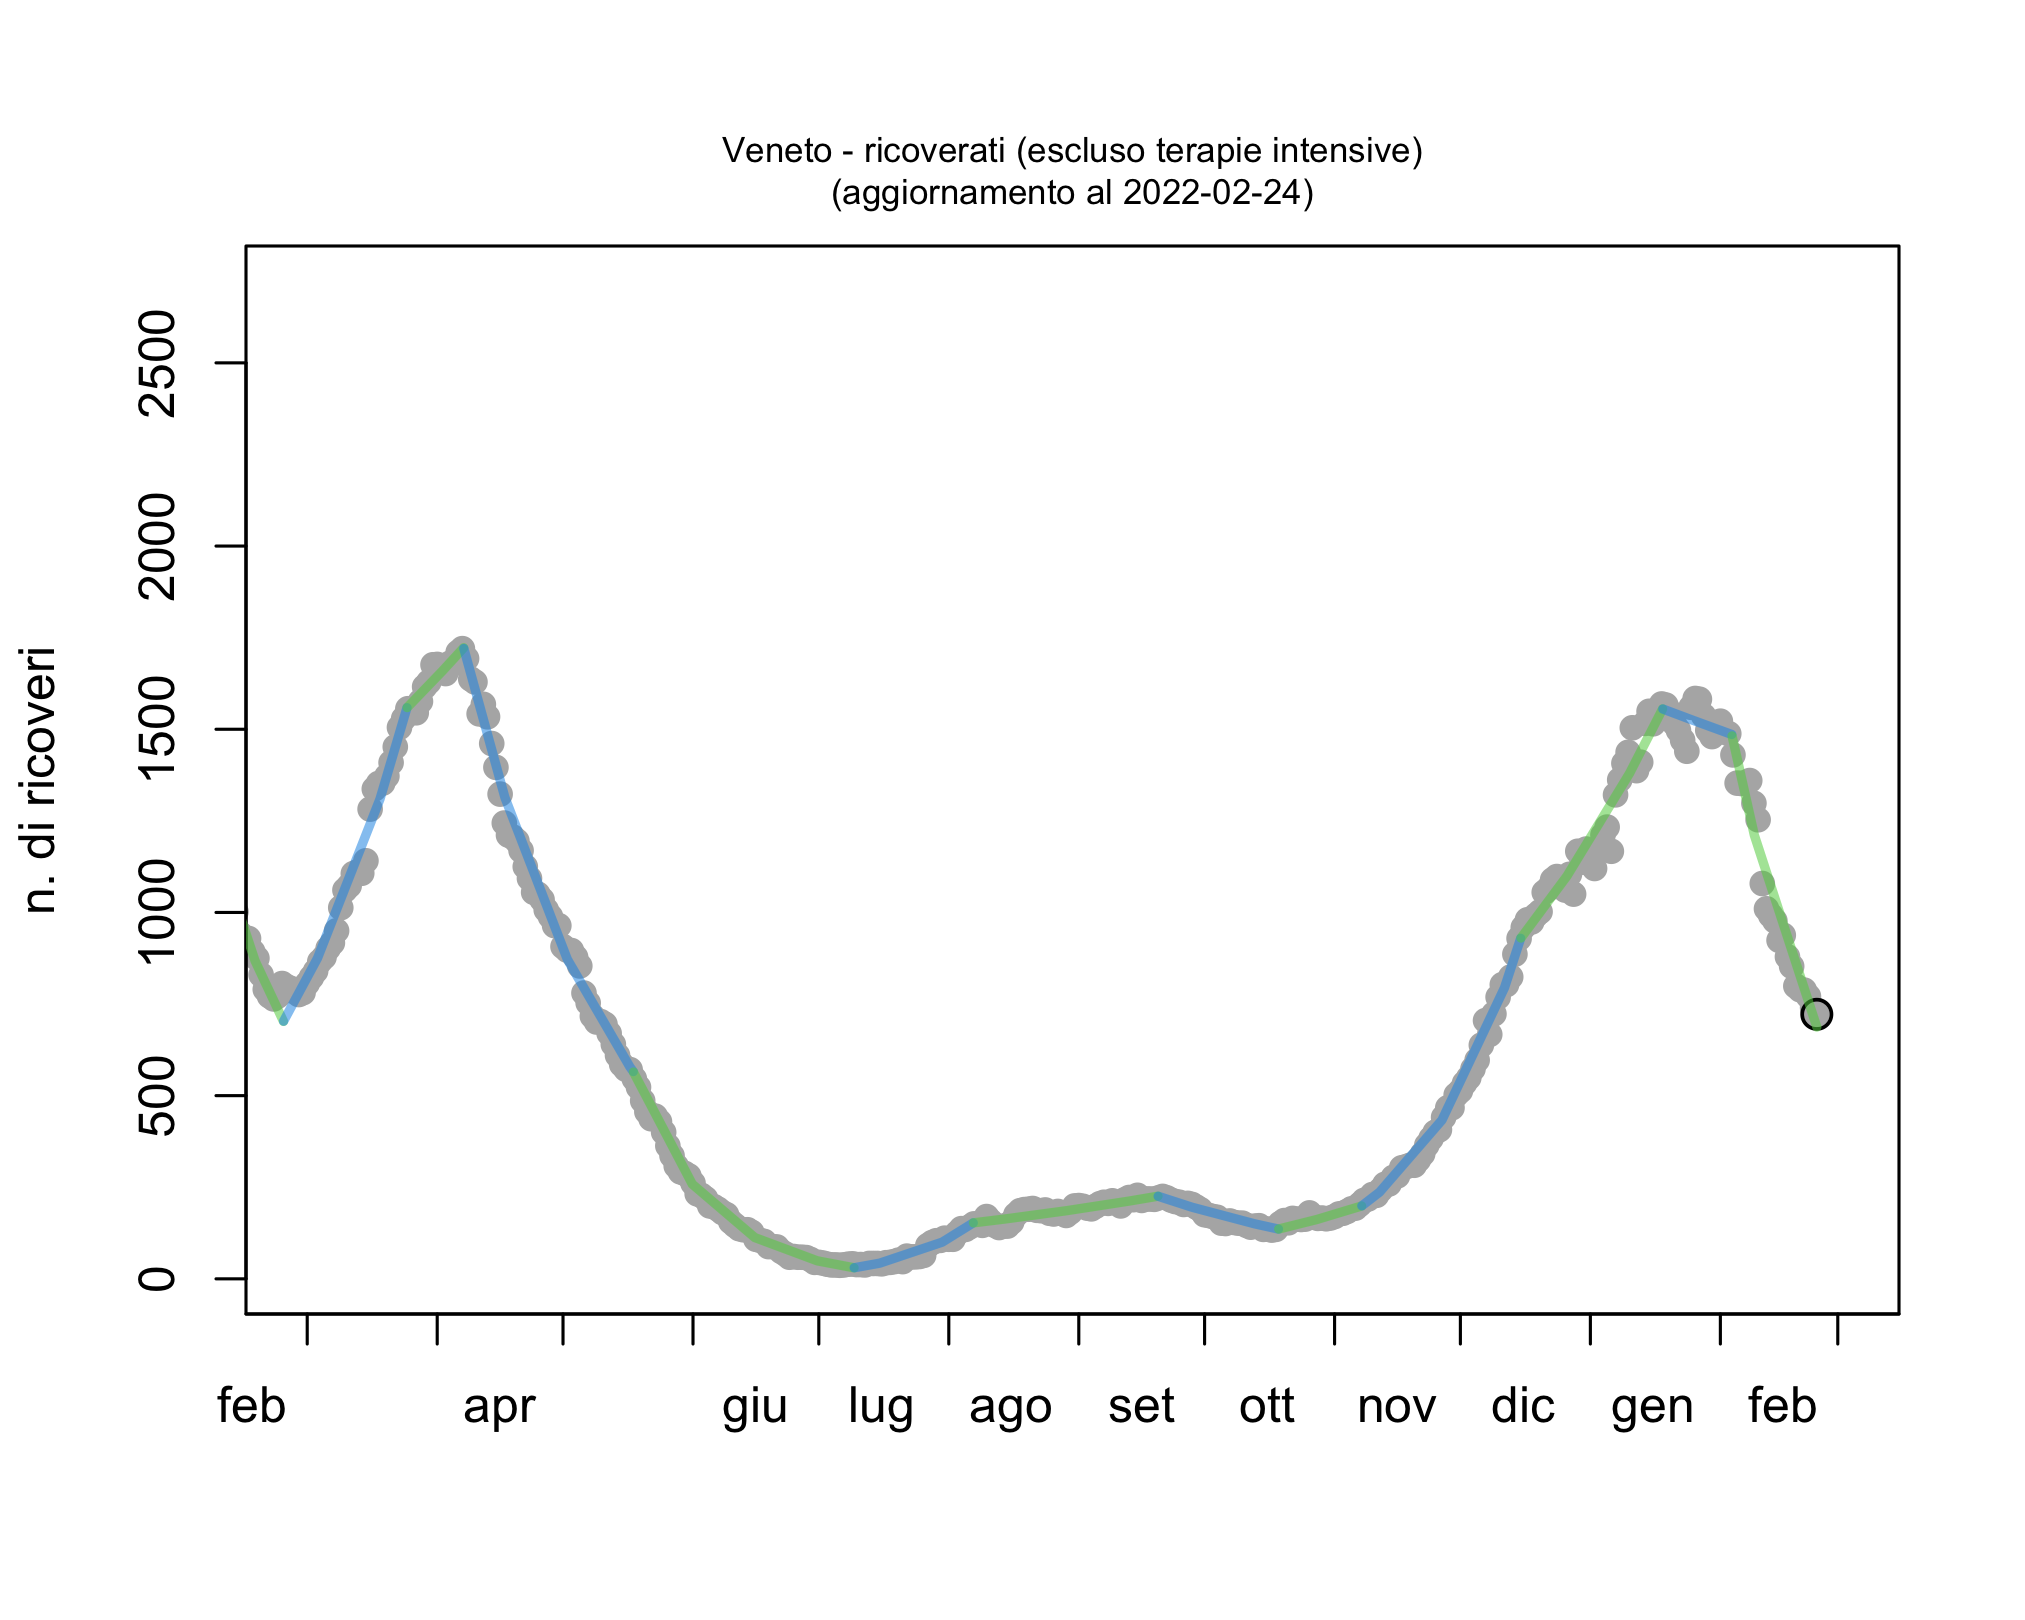 Veneto - ricoverati (escluso terapie intensive)
(aggiornamento al 2022-02-24)
n. di ricoveri
2500
2000
1500
1000
500
0
feb apr giu lug ago set ott nov dic gen feb